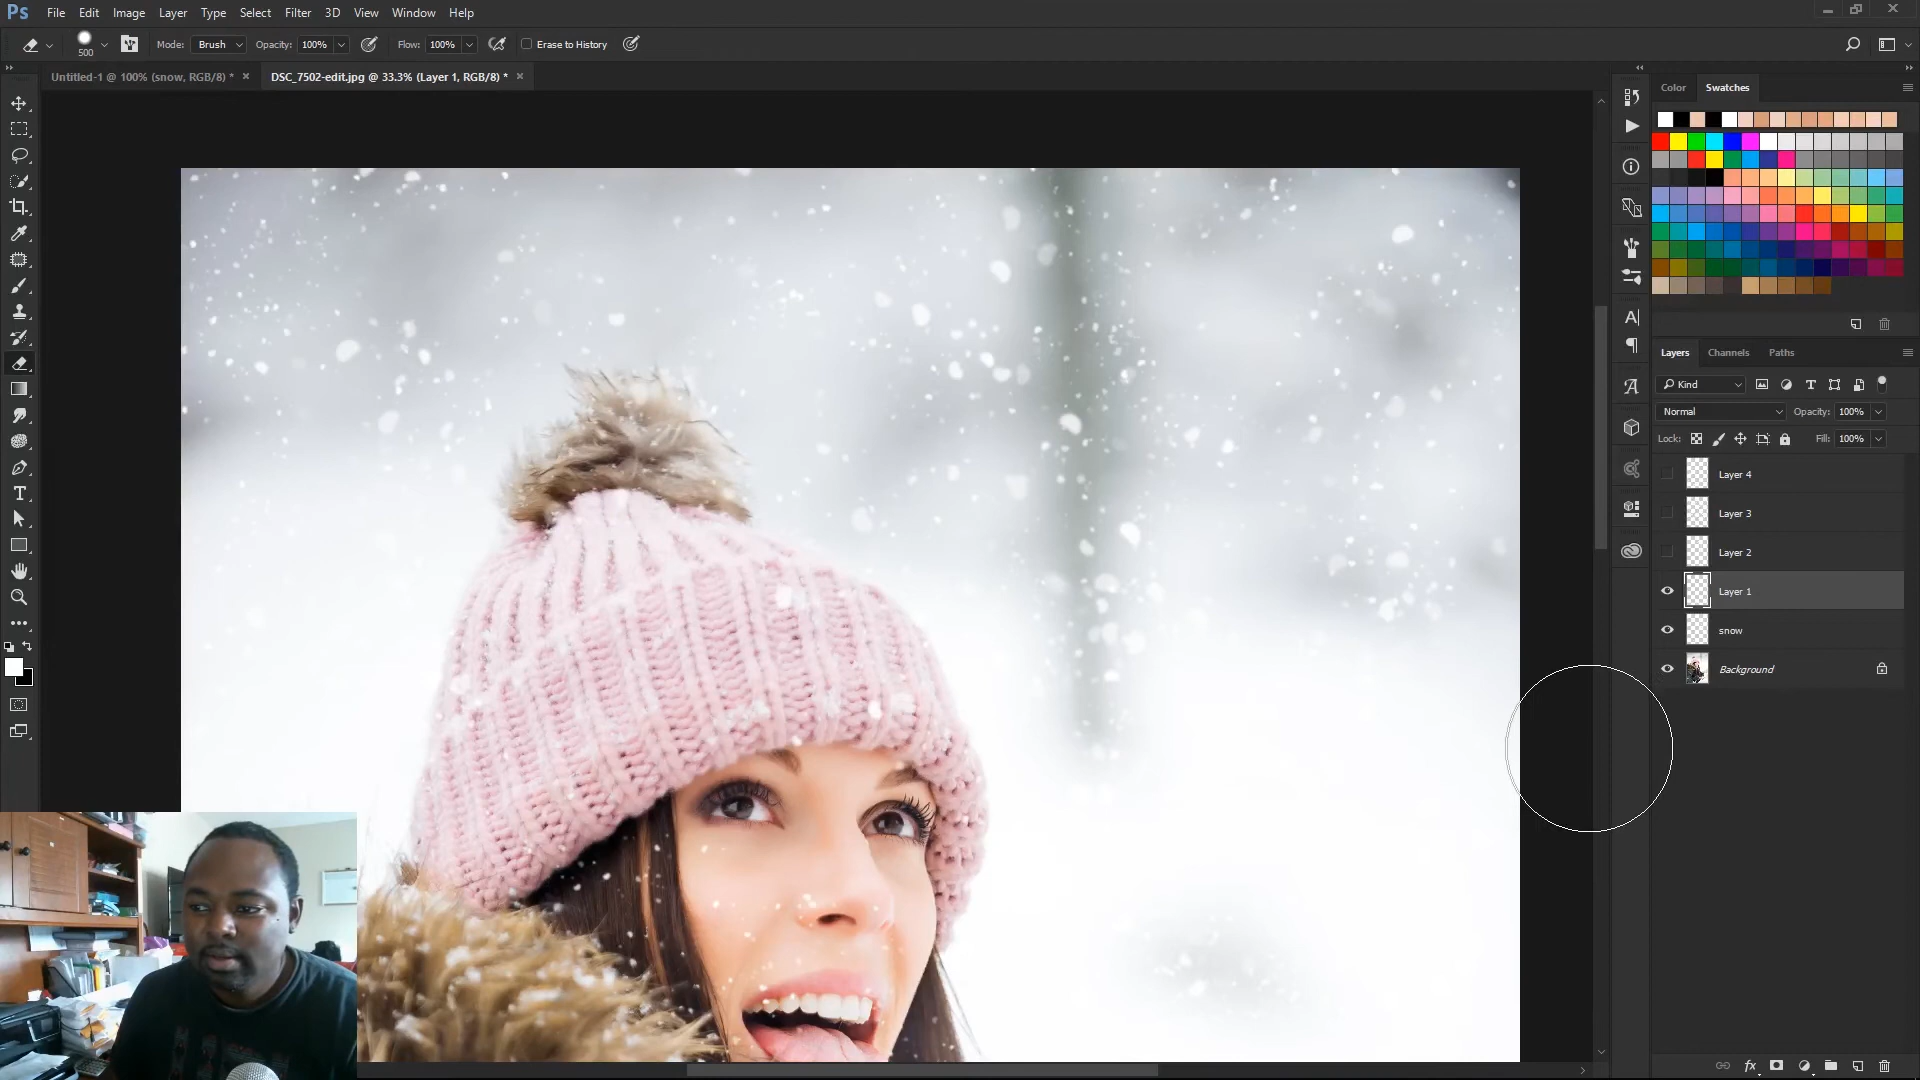 Ps File Edit Image Layer Type Select Filter 3D View Window Help
500 Mode: Brush Opacity: 100% Flow: 100% Erase to History
Untitled-1 @ 100% (snow, RGB/8) * × DSC_7502-edit.jpg @ 33.3% (Layer 1, RGB/8) * ×
Color Swatches
Layers Channels Paths
Kind
Normal Opacity: 100%
Lock: Fill: 100%
Layer 4
Layer 3
Layer 2
Layer 1
snow
Background